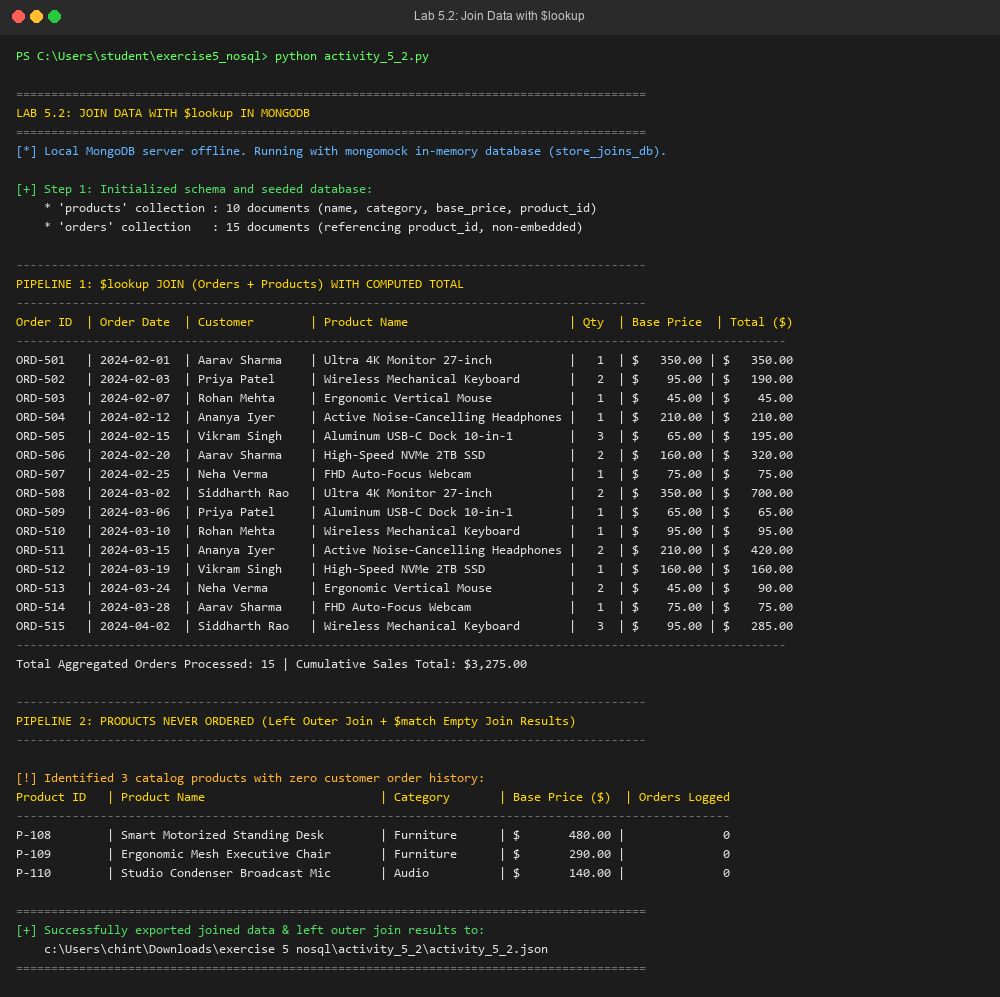 Lab 5.2: Join Data with $lookup
PS C:\Users\student\exercise5_nosql> python activity_5_2.py
==========================================================================================
LAB 5.2: JOIN DATA WITH $lookup IN MONGODB
==========================================================================================
[*] Local MongoDB server offline. Running with mongomock in-memory database (store_joins_db).
[+] Step 1: Initialized schema and seeded database:
    * 'products' collection : 10 documents (name, category, base_price, product_id)
    * 'orders' collection   : 15 documents (referencing product_id, non-embedded)
------------------------------------------------------------------------------------------
PIPELINE 1: $lookup JOIN (Orders + Products) WITH COMPUTED TOTAL
------------------------------------------------------------------------------------------
Order ID  | Order Date  | Customer        | Product Name                       | Qty  | Base Price  | Total ($)
--------------------------------------------------------------------------------------------------------------
ORD-501   | 2024-02-01  | Aarav Sharma    | Ultra 4K Monitor 27-inch           |   1  | $   350.00 | $   350.00
ORD-502   | 2024-02-03  | Priya Patel     | Wireless Mechanical Keyboard       |   2  | $    95.00 | $   190.00
ORD-503   | 2024-02-07  | Rohan Mehta     | Ergonomic Vertical Mouse           |   1  | $    45.00 | $    45.00
ORD-504   | 2024-02-12  | Ananya Iyer     | Active Noise-Cancelling Headphones |   1  | $   210.00 | $   210.00
ORD-505   | 2024-02-15  | Vikram Singh    | Aluminum USB-C Dock 10-in-1        |   3  | $    65.00 | $   195.00
ORD-506   | 2024-02-20  | Aarav Sharma    | High-Speed NVMe 2TB SSD            |   2  | $   160.00 | $   320.00
ORD-507   | 2024-02-25  | Neha Verma      | FHD Auto-Focus Webcam              |   1  | $    75.00 | $    75.00
ORD-508   | 2024-03-02  | Siddharth Rao   | Ultra 4K Monitor 27-inch           |   2  | $   350.00 | $   700.00
ORD-509   | 2024-03-06  | Priya Patel     | Aluminum USB-C Dock 10-in-1        |   1  | $    65.00 | $    65.00
ORD-510   | 2024-03-10  | Rohan Mehta     | Wireless Mechanical Keyboard       |   1  | $    95.00 | $    95.00
ORD-511   | 2024-03-15  | Ananya Iyer     | Active Noise-Cancelling Headphones |   2  | $   210.00 | $   420.00
ORD-512   | 2024-03-19  | Vikram Singh    | High-Speed NVMe 2TB SSD            |   1  | $   160.00 | $   160.00
ORD-513   | 2024-03-24  | Neha Verma      | Ergonomic Vertical Mouse           |   2  | $    45.00 | $    90.00
ORD-514   | 2024-03-28  | Aarav Sharma    | FHD Auto-Focus Webcam              |   1  | $    75.00 | $    75.00
ORD-515   | 2024-04-02  | Siddharth Rao   | Wireless Mechanical Keyboard       |   3  | $    95.00 | $   285.00
--------------------------------------------------------------------------------------------------------------
Total Aggregated Orders Processed: 15 | Cumulative Sales Total: $3,275.00
------------------------------------------------------------------------------------------
PIPELINE 2: PRODUCTS NEVER ORDERED (Left Outer Join + $match Empty Join Results)
------------------------------------------------------------------------------------------
[!] Identified 3 catalog products with zero customer order history:
Product ID   | Product Name                         | Category       | Base Price ($)  | Orders Logged
------------------------------------------------------------------------------------------------------
P-108        | Smart Motorized Standing Desk        | Furniture      | $       480.00 |              0
P-109        | Ergonomic Mesh Executive Chair       | Furniture      | $       290.00 |              0
P-110        | Studio Condenser Broadcast Mic       | Audio          | $       140.00 |              0
==========================================================================================
[+] Successfully exported joined data & left outer join results to:
    c:\Users\chint\Downloads\exercise 5 nosql\activity_5_2\activity_5_2.json
==========================================================================================